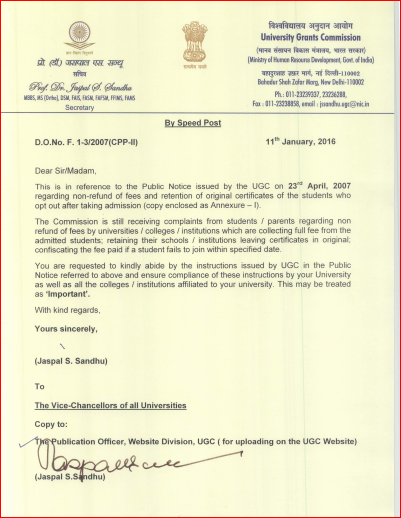 विश्वविद्यालय अनुदान आयोग
University Grants Commission
(मानव संसाधन विकास मंत्रालय, भारत सरकार)
(Ministry of Human Resource Development, Govt. of India)
बहादुरशाह ज़फ़र मार्ग, नई दिल्ली-110002
Bahadur Shah Zafar Marg, New Delhi-110002
Ph.: 011-23239337, 23236288,
Fax : 011-23238858, email : jssandhu.ugc@nic.in
प्रो. (डॉ.) जसपाल एस. सन्धू
सचिव
Prof. Dr. Jaspal S. Sandhu
MBBS, MS (Ortho), DSM, FAIS, FASM, FAFSM, FFIMS, FAMS
Secretary
By Speed Post
D.O.No. F. 1-3/2007(CPP-II) 11th January, 2016
Dear Sir/Madam,
This is in reference to the Public Notice issued by the UGC on 23rd April, 2007
regarding non-refund of fees and retention of original certificates of the students who
opt out after taking admission (copy enclosed as Annexure – I).
The Commission is still receiving complaints from students / parents regarding non
refund of fees by universities / colleges / institutions which are collecting full fee from the
admitted students; retaining their schools / institutions leaving certificates in original;
confiscating the fee paid if a student fails to join within specified date.
You are requested to kindly abide by the instructions issued by UGC in the Public
Notice referred to above and ensure compliance of these instructions by your University
as well as all the colleges / institutions affiliated to your university. This may be treated
as 'Important'.
With kind regards,
Yours sincerely,
(Jaspal S. Sandhu)
To
The Vice-Chancellors of all Universities
Copy to:
The Publication Officer, Website Division, UGC ( for uploading on the UGC Website)
(Jaspal S.Sandhu)